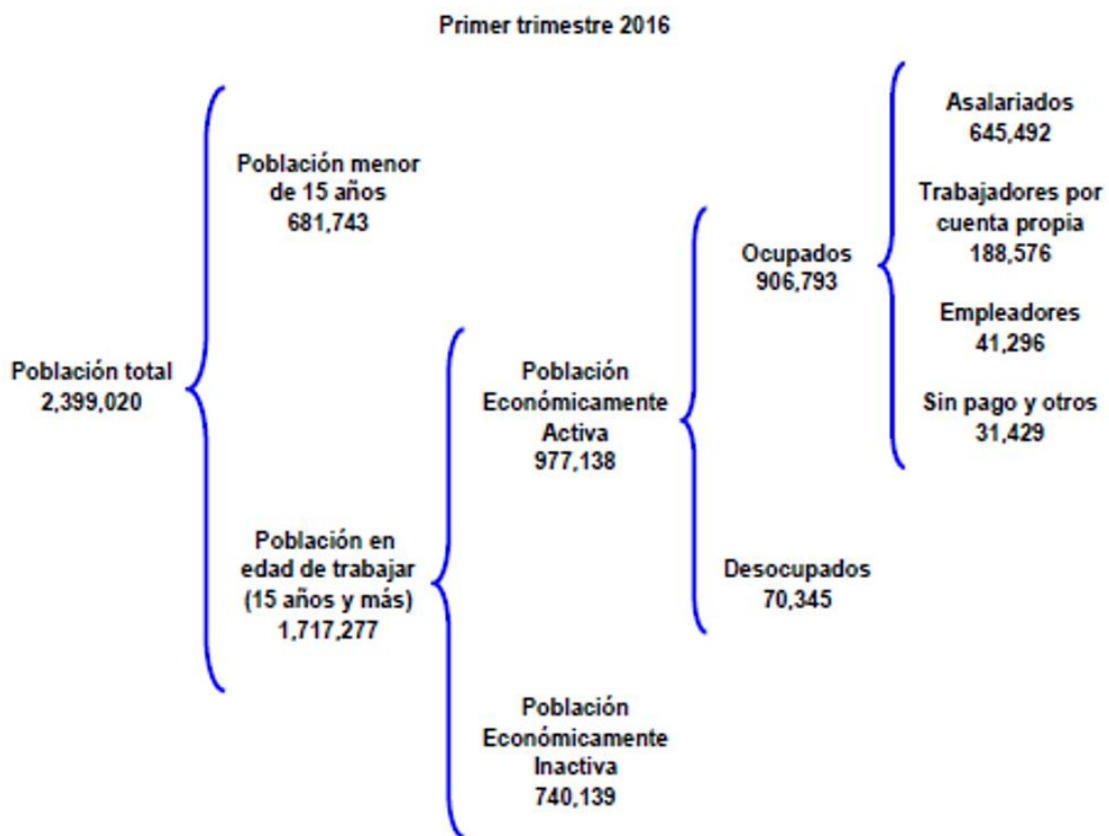 Primer trimestre 2016
Población total
2,399,020
Población menor
de 15 años
681,743
Población en
edad de trabajar
(15 años y más)
1,717,277
Población
Económicamente
Activa
977,138
Población
Económicamente
Inactiva
740,139
Ocupados
906,793
Desocupados
70,345
Asalariados
645,492
Trabajadores por
cuenta propia
188,576
Empleadores
41,296
Sin pago y otros
31,429